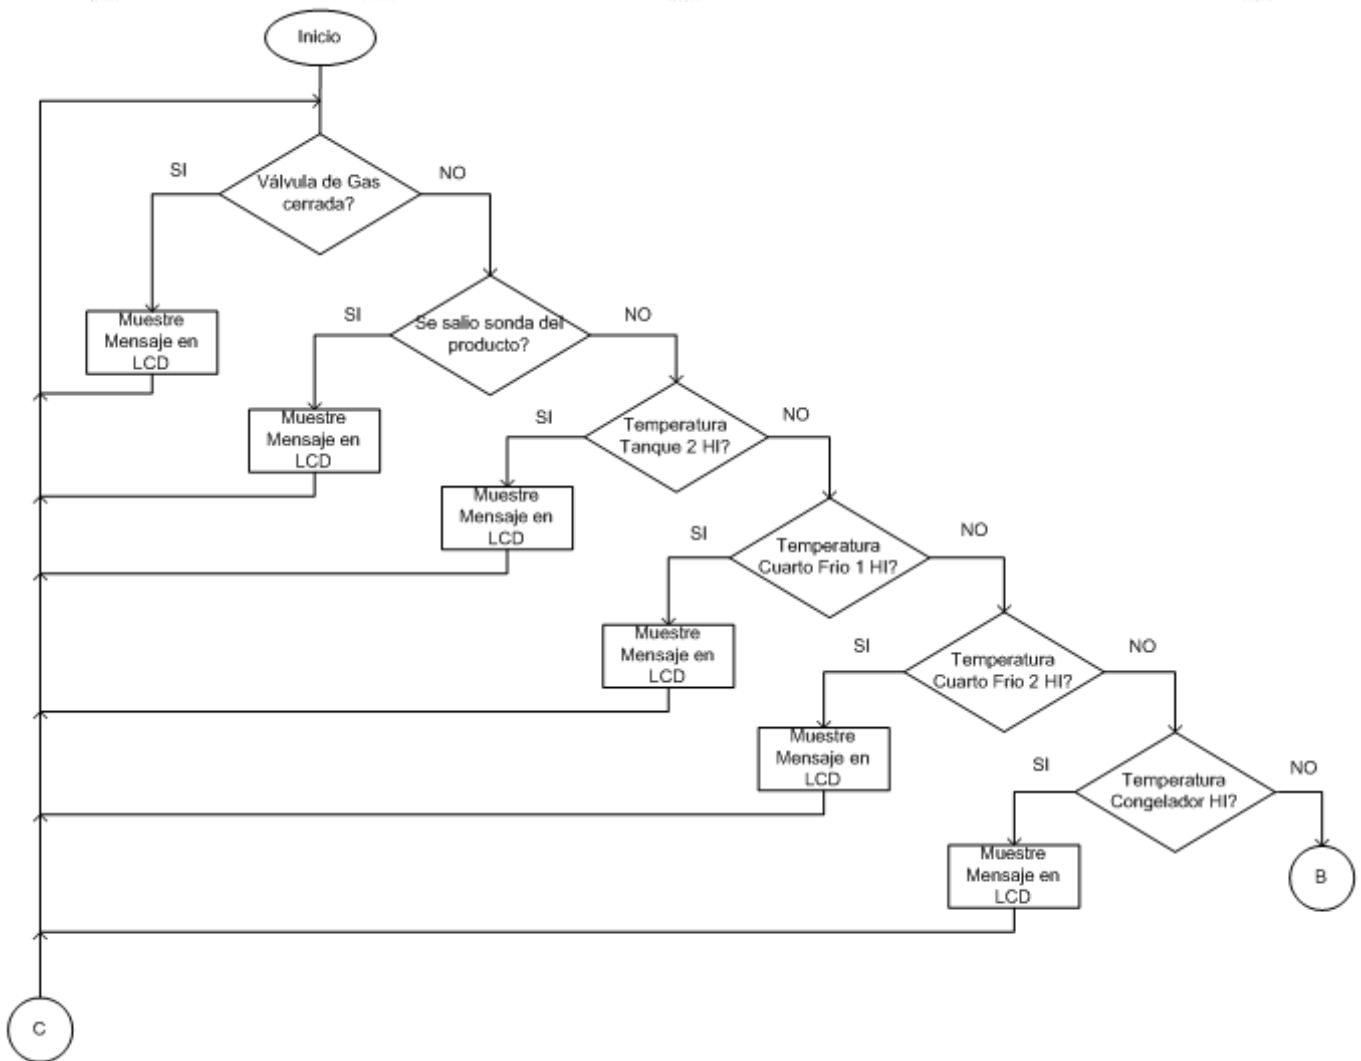 Inicio
SI
NO
Válvula de Gas
cerrada?
SI
NO
Se salio sonda del
producto?
Muestre
Mensaje en
LCD
SI
NO
Temperatura
Tanque 2 HI?
Muestre
Mensaje en
LCD
SI
NO
Temperatura
Cuarto Frio 1 HI?
Muestre
Mensaje en
LCD
SI
NO
Temperatura
Cuarto Frio 2 HI?
Muestre
Mensaje en
LCD
SI
NO
Temperatura
Congelador HI?
Muestre
Mensaje en
LCD
Muestre
Mensaje en
LCD
B
C